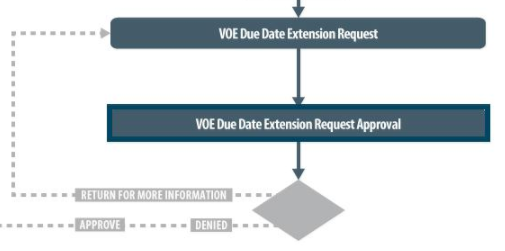 VOE Due Date Extension Request
VOE Due Date Extension Request Approval
RETURN FOR MORE INFORMATION
APPROVE
DENIED